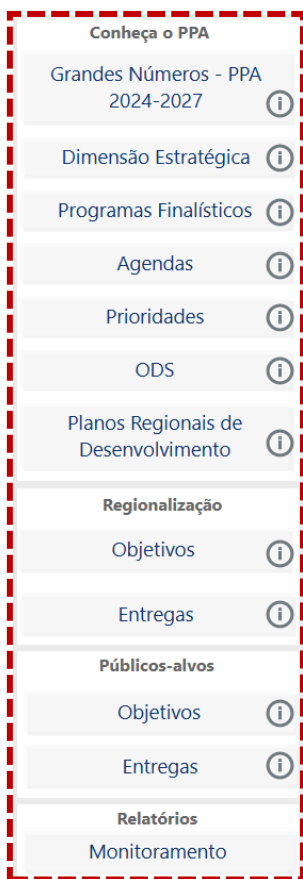 Conheça o PPA
Grandes Números - PPA
2024-2027
Dimensão Estratégica
Programas Finalísticos
Agendas
Prioridades
ODS
Planos Regionais de
Desenvolvimento
Regionalização
Objetivos
Entregas
Públicos-alvos
Objetivos
Entregas
Relatórios
Monitoramento